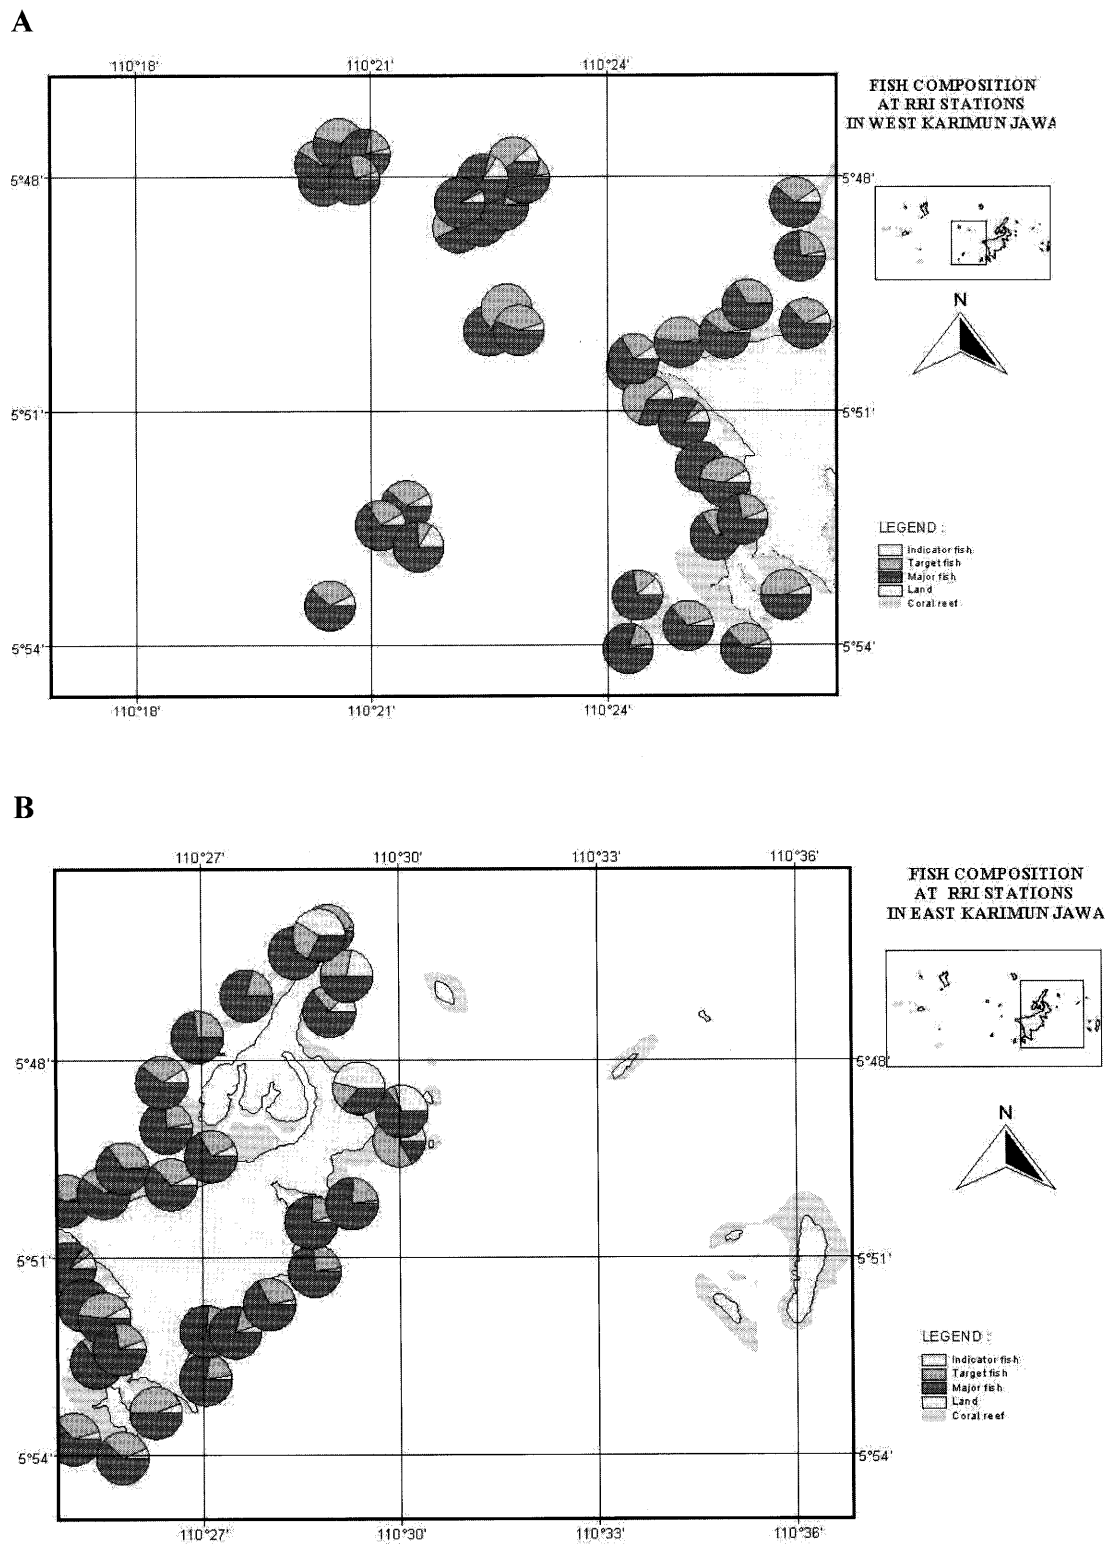 A
110°18'
110°21'
110°24'
FISH COMPOSITION
AT RRI STATIONS
IN WEST KARIMUN JAWA
5°48'
5°48'
N
5°51'
5°51'
LEGEND :
Indicator fish
Target fish
Major fish
Land
Coral reef
5°54'
5°54'
110°18'
110°21'
110°24'
B
110°27'
110°30'
110°33'
110°36'
FISH COMPOSITION
AT RRI STATIONS
IN EAST KARIMUN JAWA
5°48'
5°48'
N
5°51'
5°51'
LEGEND :
Indicator fish
Target fish
Major fish
Land
Coral reef
5°54'
5°54'
110°27'
110°30'
110°33'
110°36'